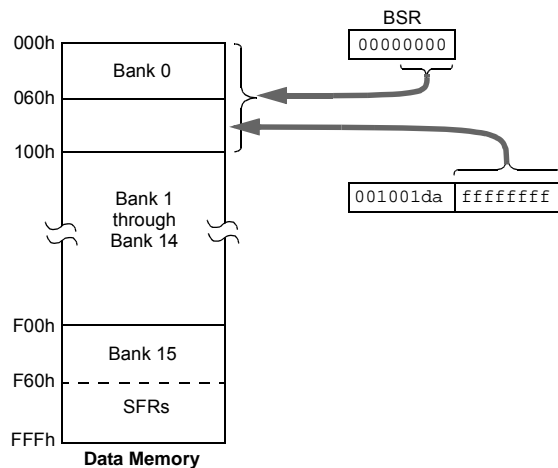 BSR
00000000
000h
Bank 0
060h
100h
001001da ffffffff
Bank 1
through
Bank 14
F00h
Bank 15
F60h
SFRs
FFFh
Data Memory